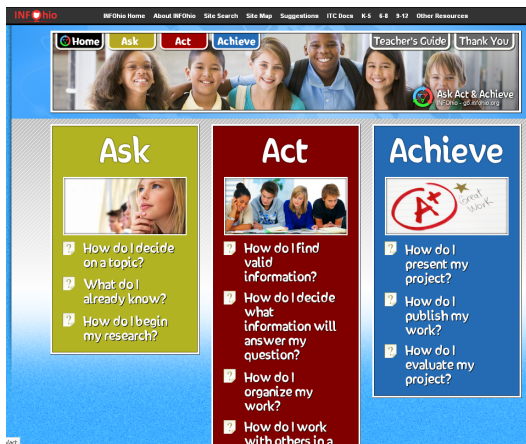 INFOhio
INFOhio Home About INFOhio Site Search Site Map Suggestions ITC Docs K-5 6-8 9-12 Other Resources
Home Ask Act Achieve Teacher's Guide Thank You
Ask Act & Achieve
INFOhio - go.infohio.org
Ask
How do I decide
on a topic?
What do I
already know?
How do I begin
my research?
Act
How do I find
valid
information?
How do I decide
what
information will
answer my
question?
How do I
organize my
work?
How do I work
with others in a
Achieve
A+
Great
Work
How do I
present my
project?
How do I
publish my
work?
How do I
evaluate my
project?